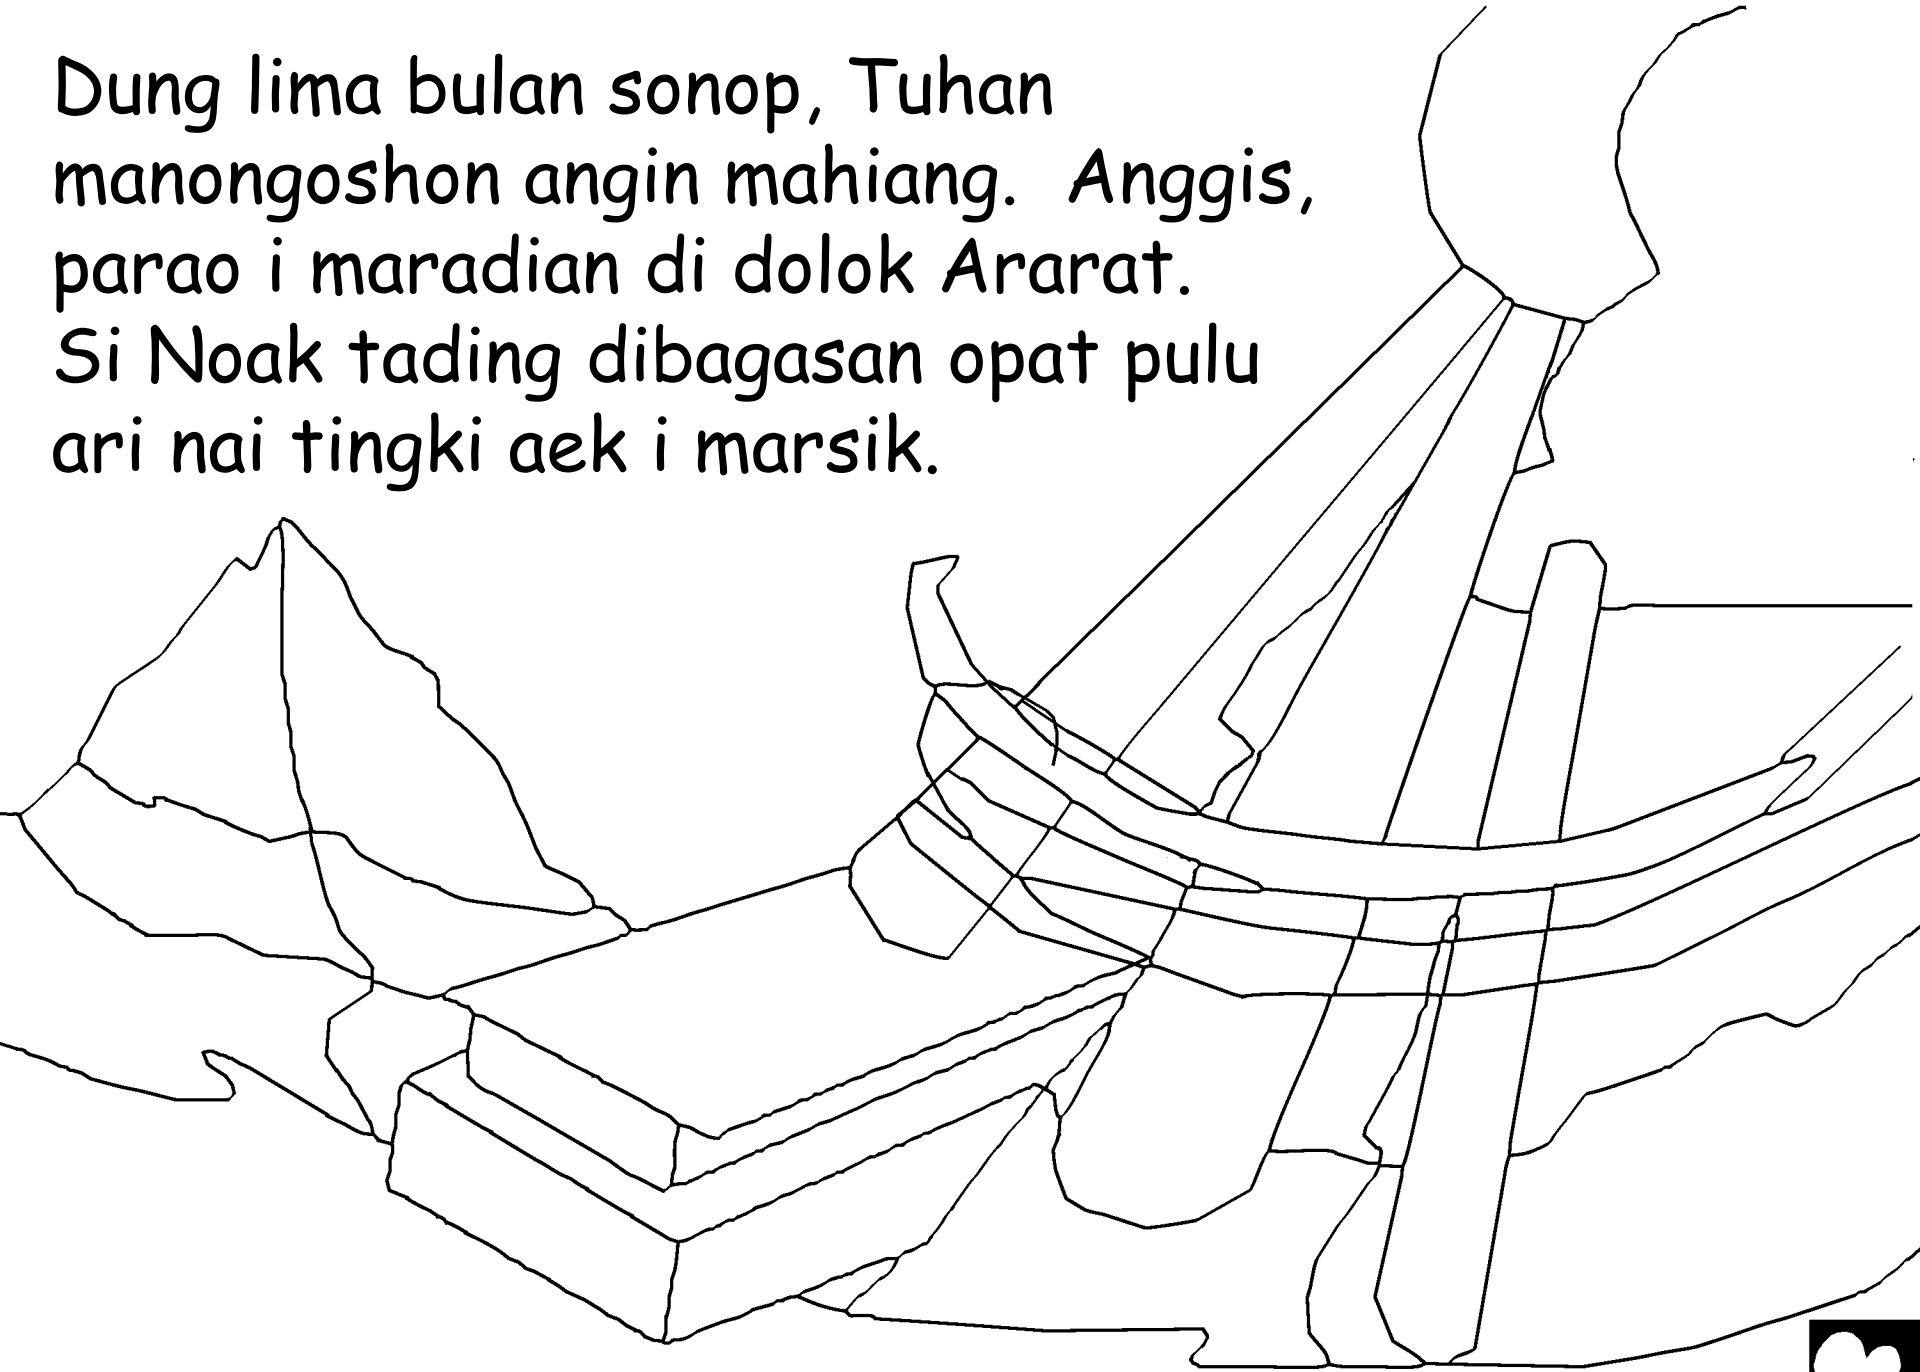 Dung lima bulan sonop, Tuhan
manongoshon angin mahiang.  Anggis,
parao i maradian di dolok Ararat.
Si Noak tading dibagasan opat pulu
ari nai tingki aek i marsik.